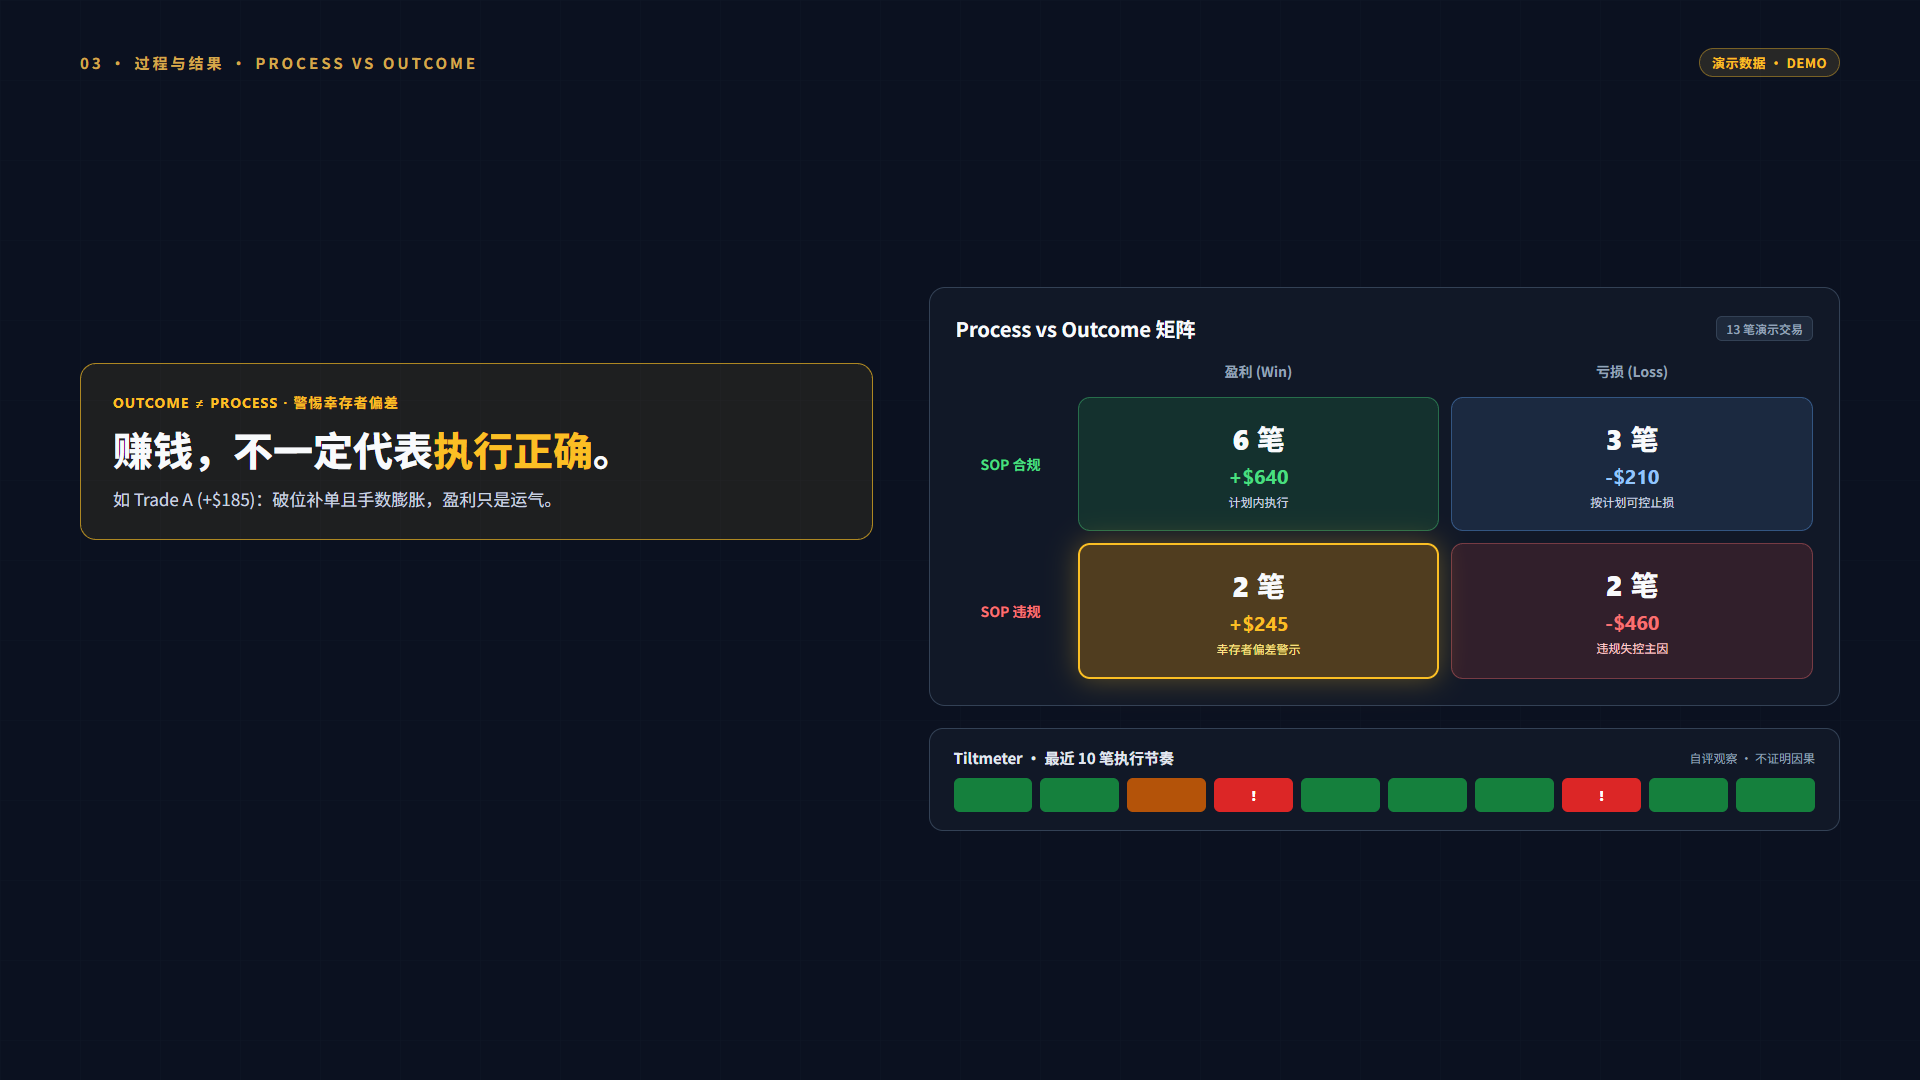 03 • 过程与结果 • PROCESS VS OUTCOME
演示数据 • DEMO
OUTCOME ≠ PROCESS · 警惕幸存者偏差
赚钱，不一定代表执行正确。
如 Trade A (+$185)：破位补单且手数膨胀，盈利只是运气。
Process vs Outcome 矩阵
13 笔演示交易
盈利 (Win)
亏损 (Loss)
SOP 合规
6 笔
+$640
计划内执行
3 笔
-$210
按计划可控止损
SOP 违规
2 笔
+$245
幸存者偏差警示
2 笔
-$460
违规失控主因
Tiltmeter • 最近 10 笔执行节奏
自评观察 • 不证明因果
!
!